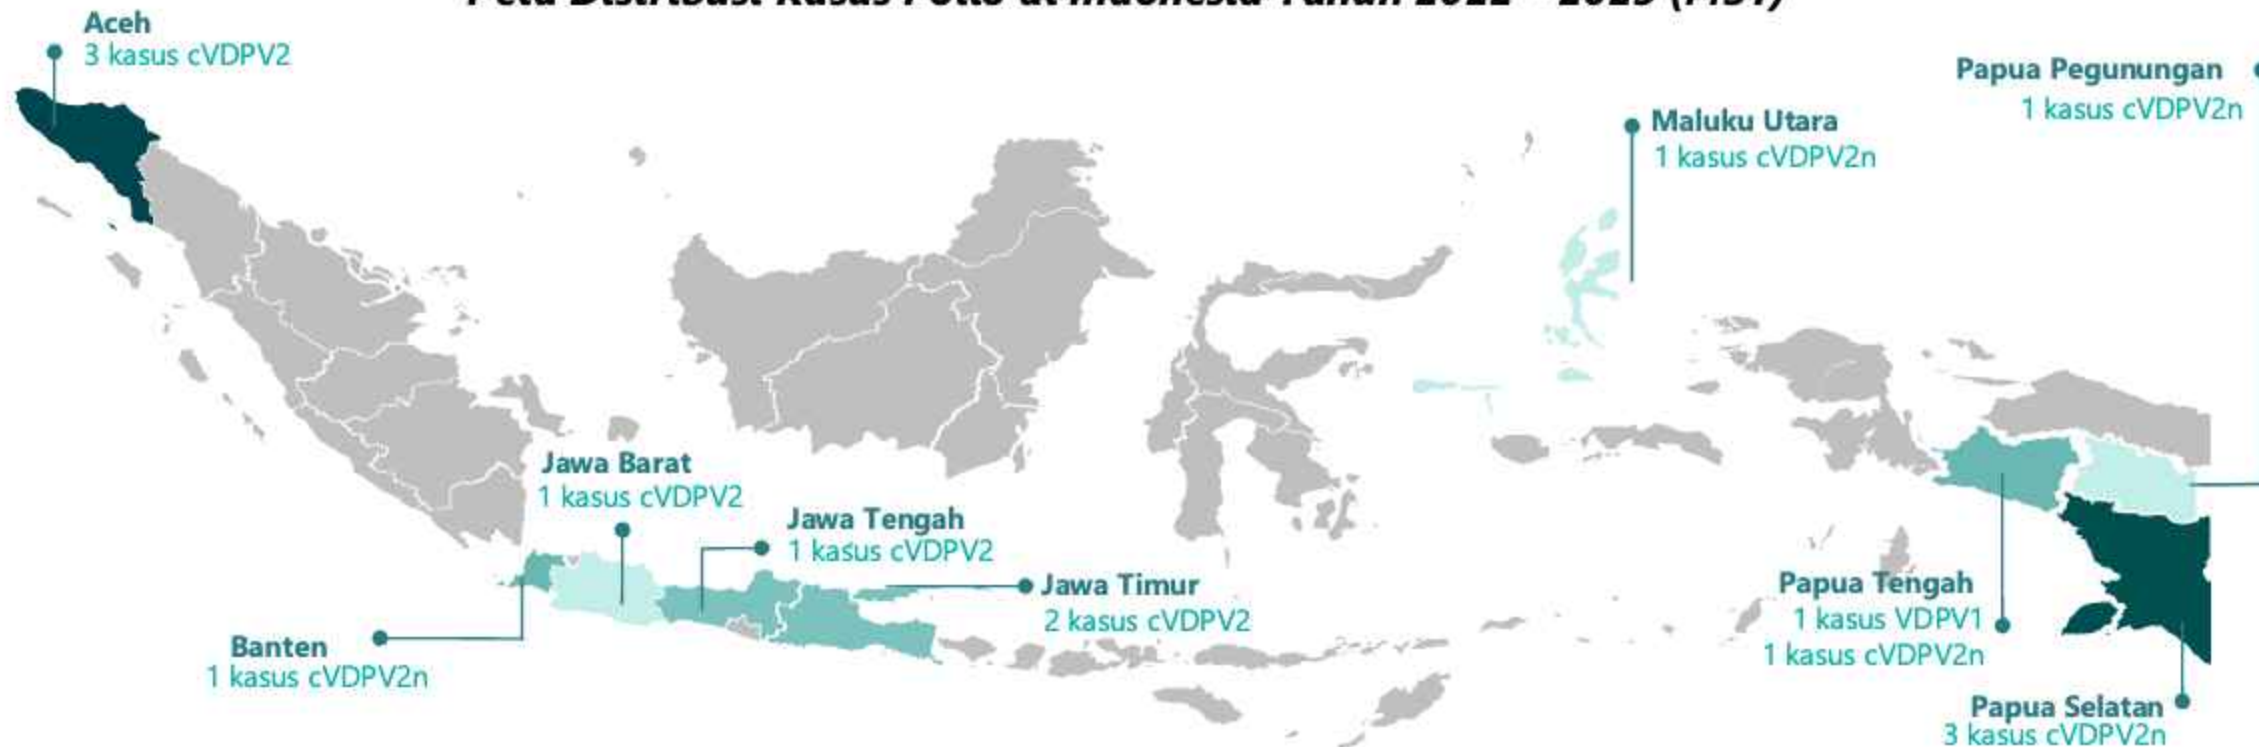 Aceh
3 kasus cVDPV2
Papua Pegunungan
1 kasus cVDPV2n
Maluku Utara
1 kasus cVDPV2n
Jawa Barat
1 kasus cVDPV2
Jawa Tengah
1 kasus cVDPV2
Jawa Timur
2 kasus cVDPV2
Banten
1 kasus cVDPV2n
Papua Tengah
1 kasus VDPV1
1 kasus cVDPV2n
Papua Selatan
3 kasus cVDPV2n